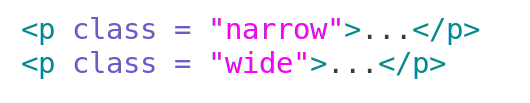 <p class = "narrow">...</p>
<p class = "wide">...</p>